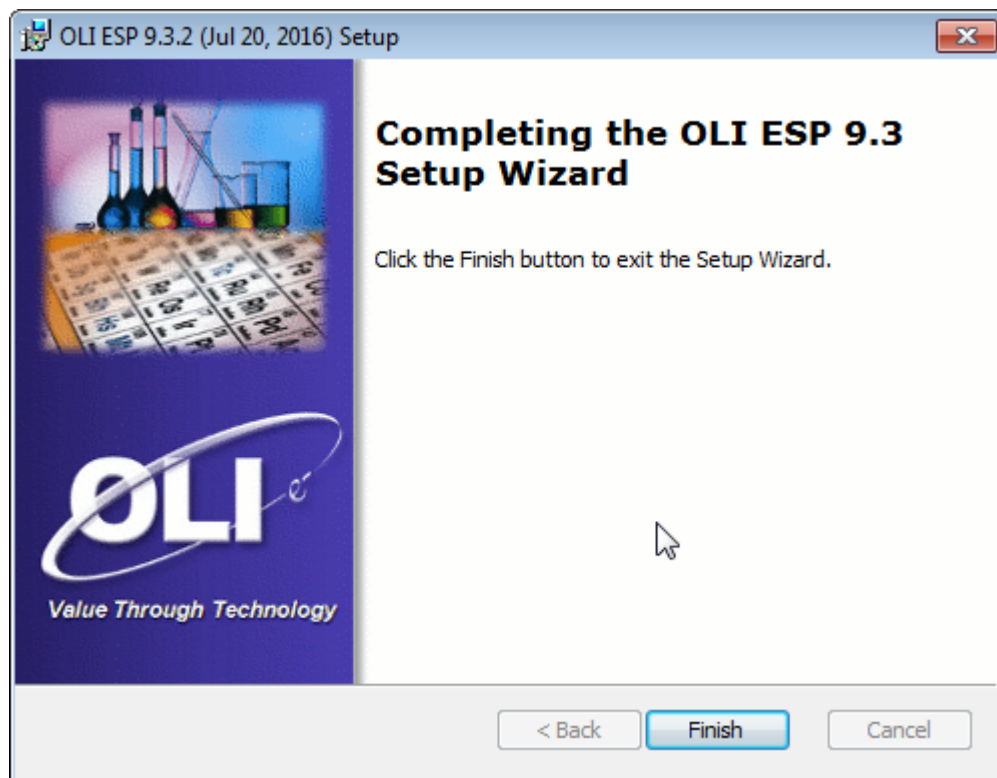 OLI ESP 9.3.2 (Jul 20, 2016) Setup
Completing the OLI ESP 9.3
Setup Wizard
Click the Finish button to exit the Setup Wizard.
OLI e-
Value Through Technology
< Back
Finish
Cancel